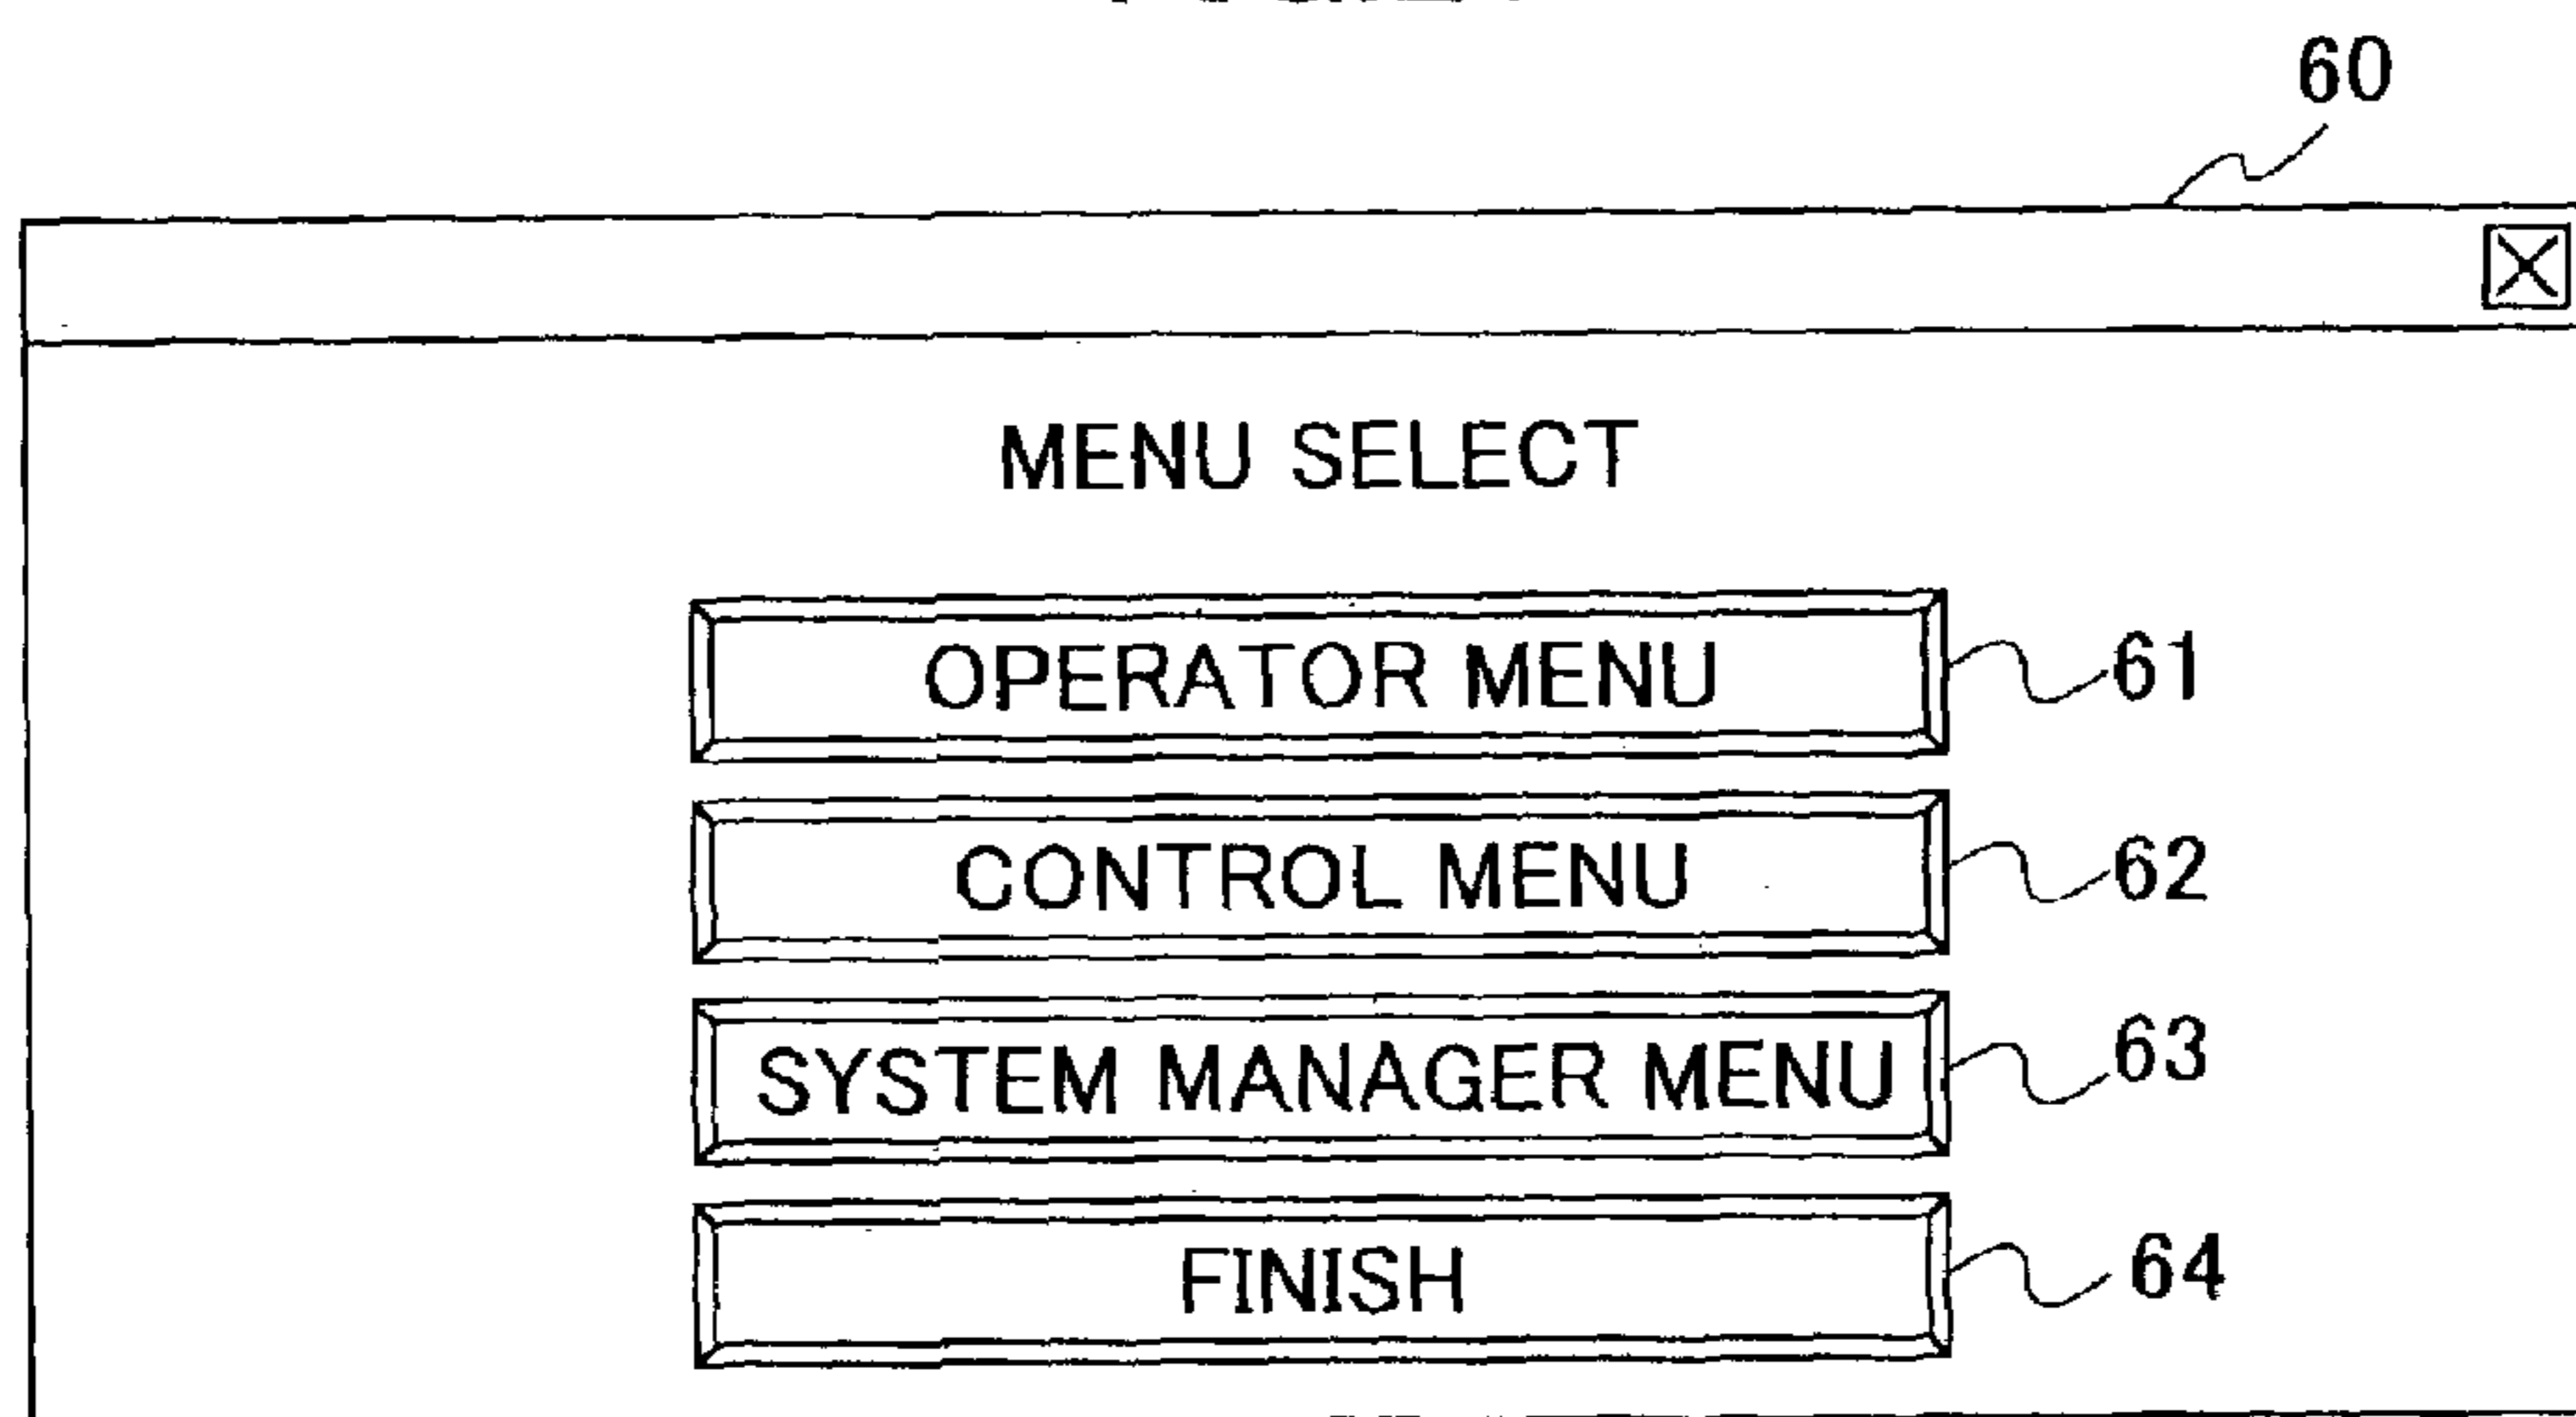 60
MENU SELECT
OPERATOR MENU 61
CONTROL MENU 62
SYSTEM MANAGER MENU 63
FINISH 64